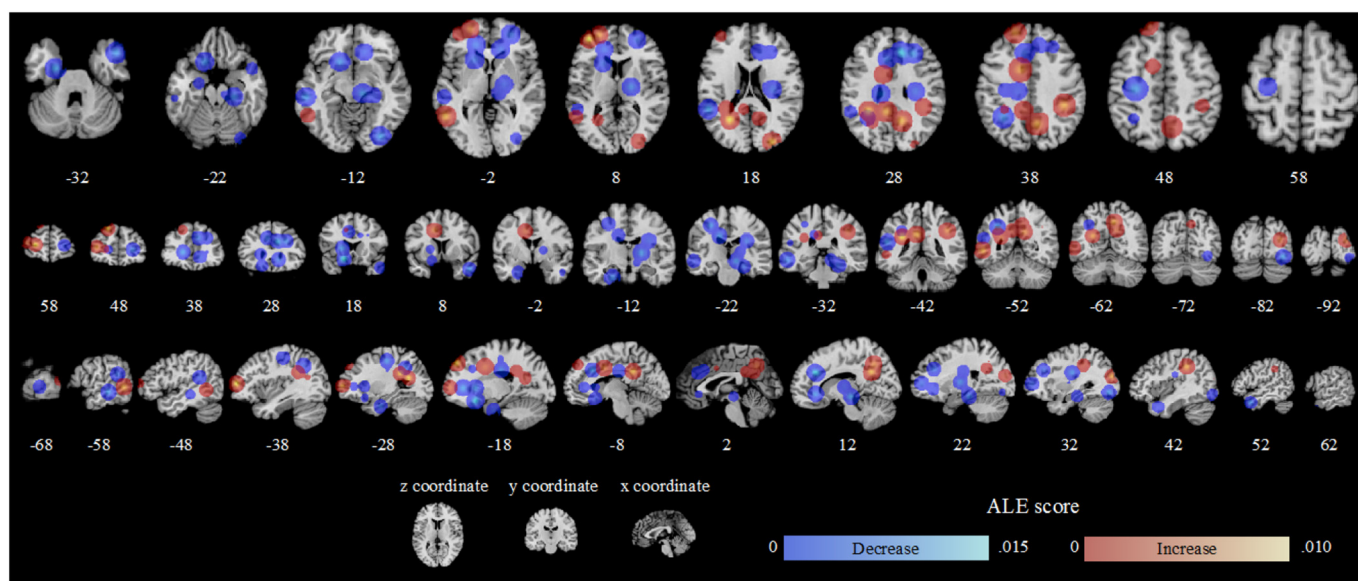 -32 -22 -12 -2 8 18 28 38 48 58
58 48 38 28 18 8 -2 -12 -22 -32 -42 -52 -62 -72 -82 -92
-68 -58 -48 -38 -28 -18 -8 2 12 22 32 42 52 62
z coordinate y coordinate x coordinate
ALE score
0 Decrease .015 0 Increase .010